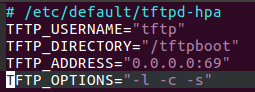 # /etc/default/tftpd-hpa
TFTP_USERNAME="tftp"
TFTP_DIRECTORY="/tftpboot"
TFTP_ADDRESS="0.0.0.0:69"
TFTP_OPTIONS="-l -c -s"